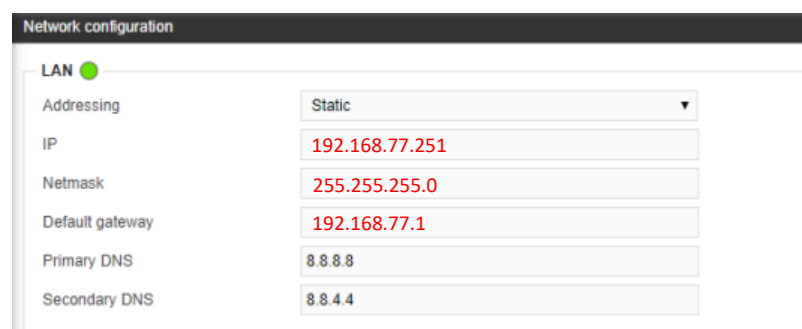 Network configuration
LAN
Addressing Static
IP 192.168.77.251
Netmask 255.255.255.0
Default gateway 192.168.77.1
Primary DNS 8.8.8.8
Secondary DNS 8.8.4.4